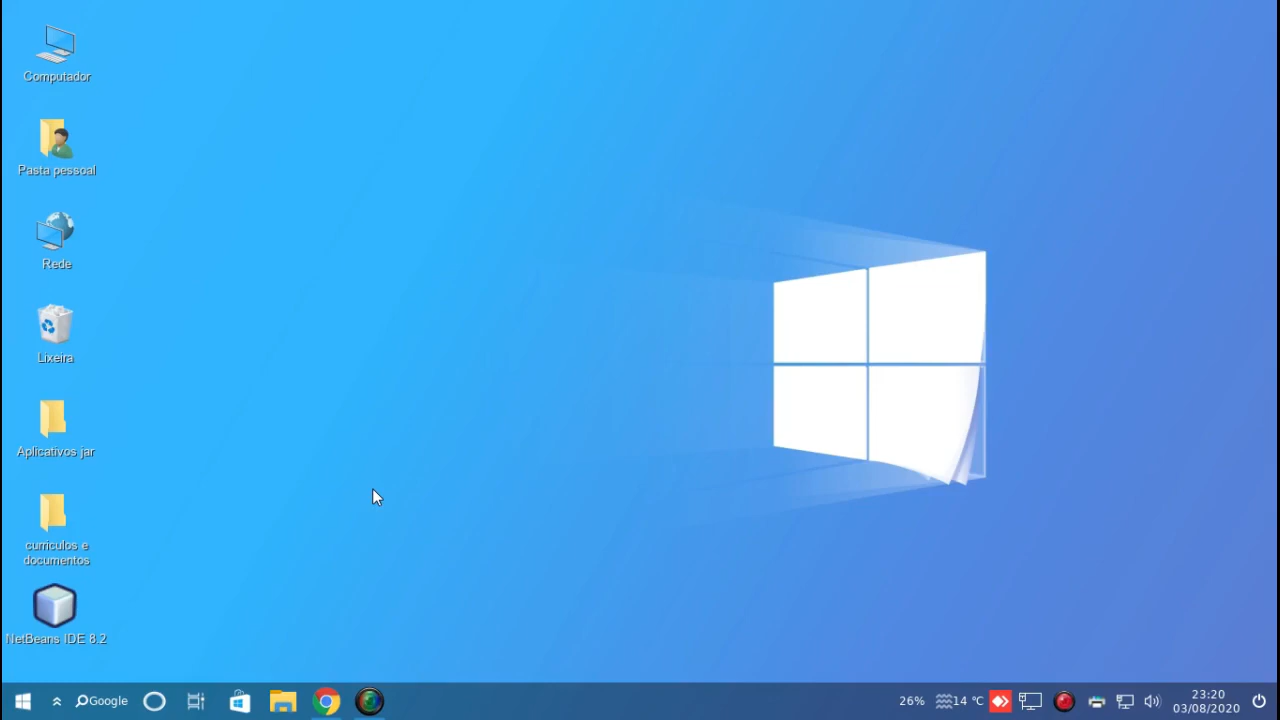 Computador
Pasta pessoal
Rede
Lixeira
Aplicativos jar
curriculos e
documentos
NetBeans IDE 8.2
Google
26%
14 °C
23:20
03/08/2020